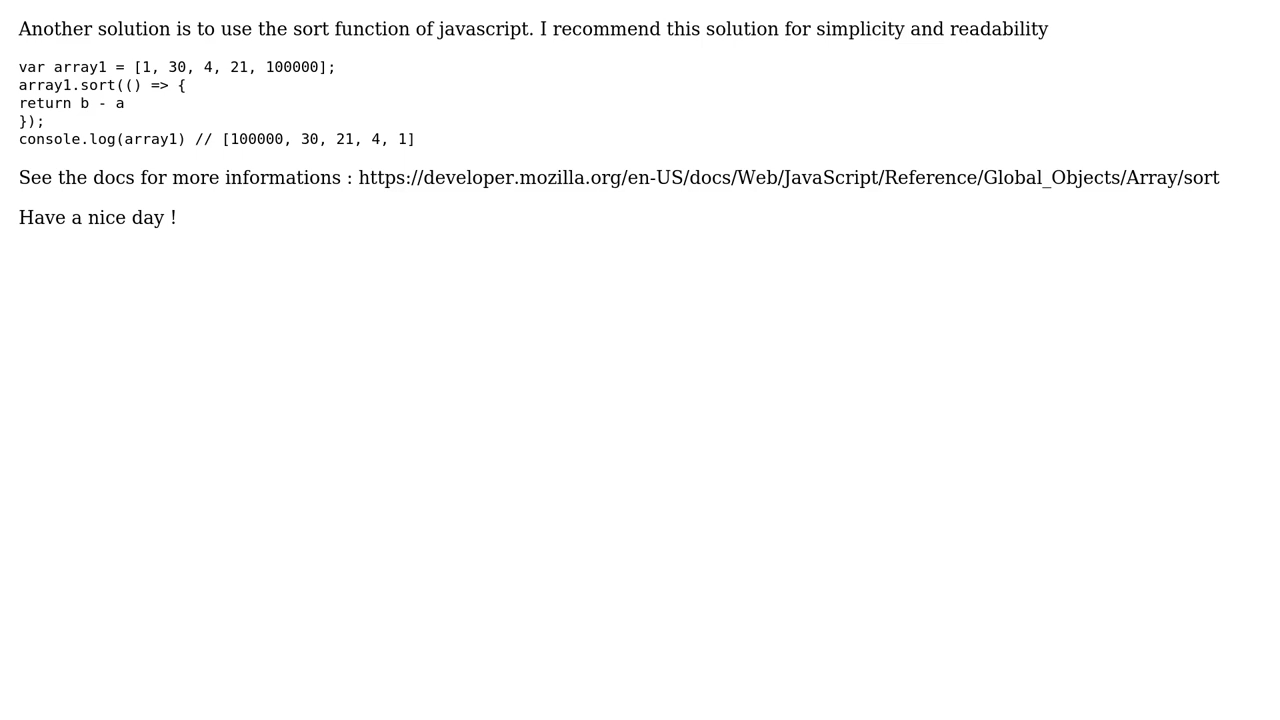 Another solution is to use the sort function of javascript. I recommend this solution for simplicity and readability
var array1 = [1, 30, 4, 21, 100000];
array1.sort(() => {
return b - a
});
console.log(array1) // [100000, 30, 21, 4, 1]
See the docs for more informations : https://developer.mozilla.org/en-US/docs/Web/JavaScript/Reference/Global_Objects/Array/sort
Have a nice day !